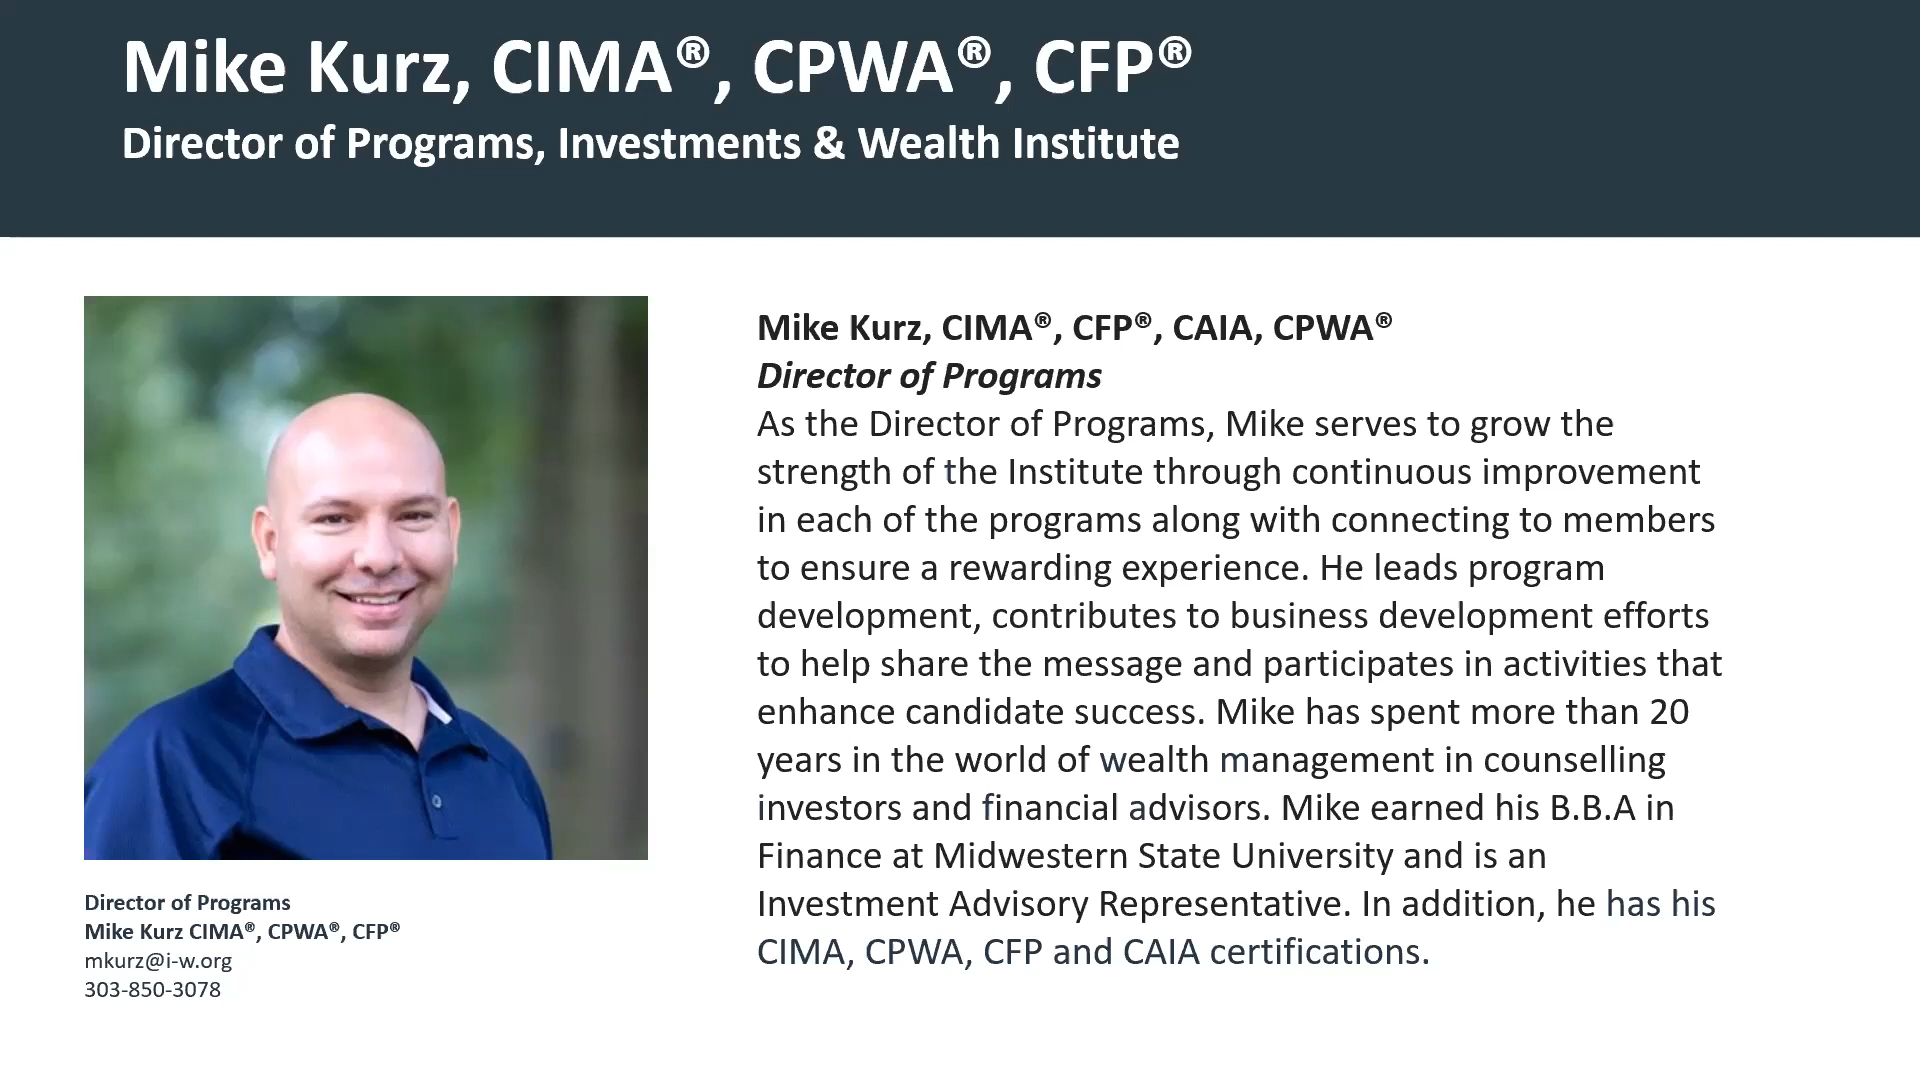 Mike Kurz, CIMA®, CPWA®, CFP®
Director of Programs, Investments & Wealth Institute
Mike Kurz, CIMA®, CFP®, CAIA, CPWA®
Director of Programs
As the Director of Programs, Mike serves to grow the
strength of the Institute through continuous improvement
in each of the programs along with connecting to members
to ensure a rewarding experience. He leads program
development, contributes to business development efforts
to help share the message and participates in activities that
enhance candidate success. Mike has spent more than 20
years in the world of wealth management in counselling
investors and financial advisors. Mike earned his B.B.A in
Finance at Midwestern State University and is an
Investment Advisory Representative. In addition, he has his
CIMA, CPWA, CFP and CAIA certifications.
Director of Programs
Mike Kurz CIMA®, CPWA®, CFP®
mkurz@i-w.org
303-850-3078